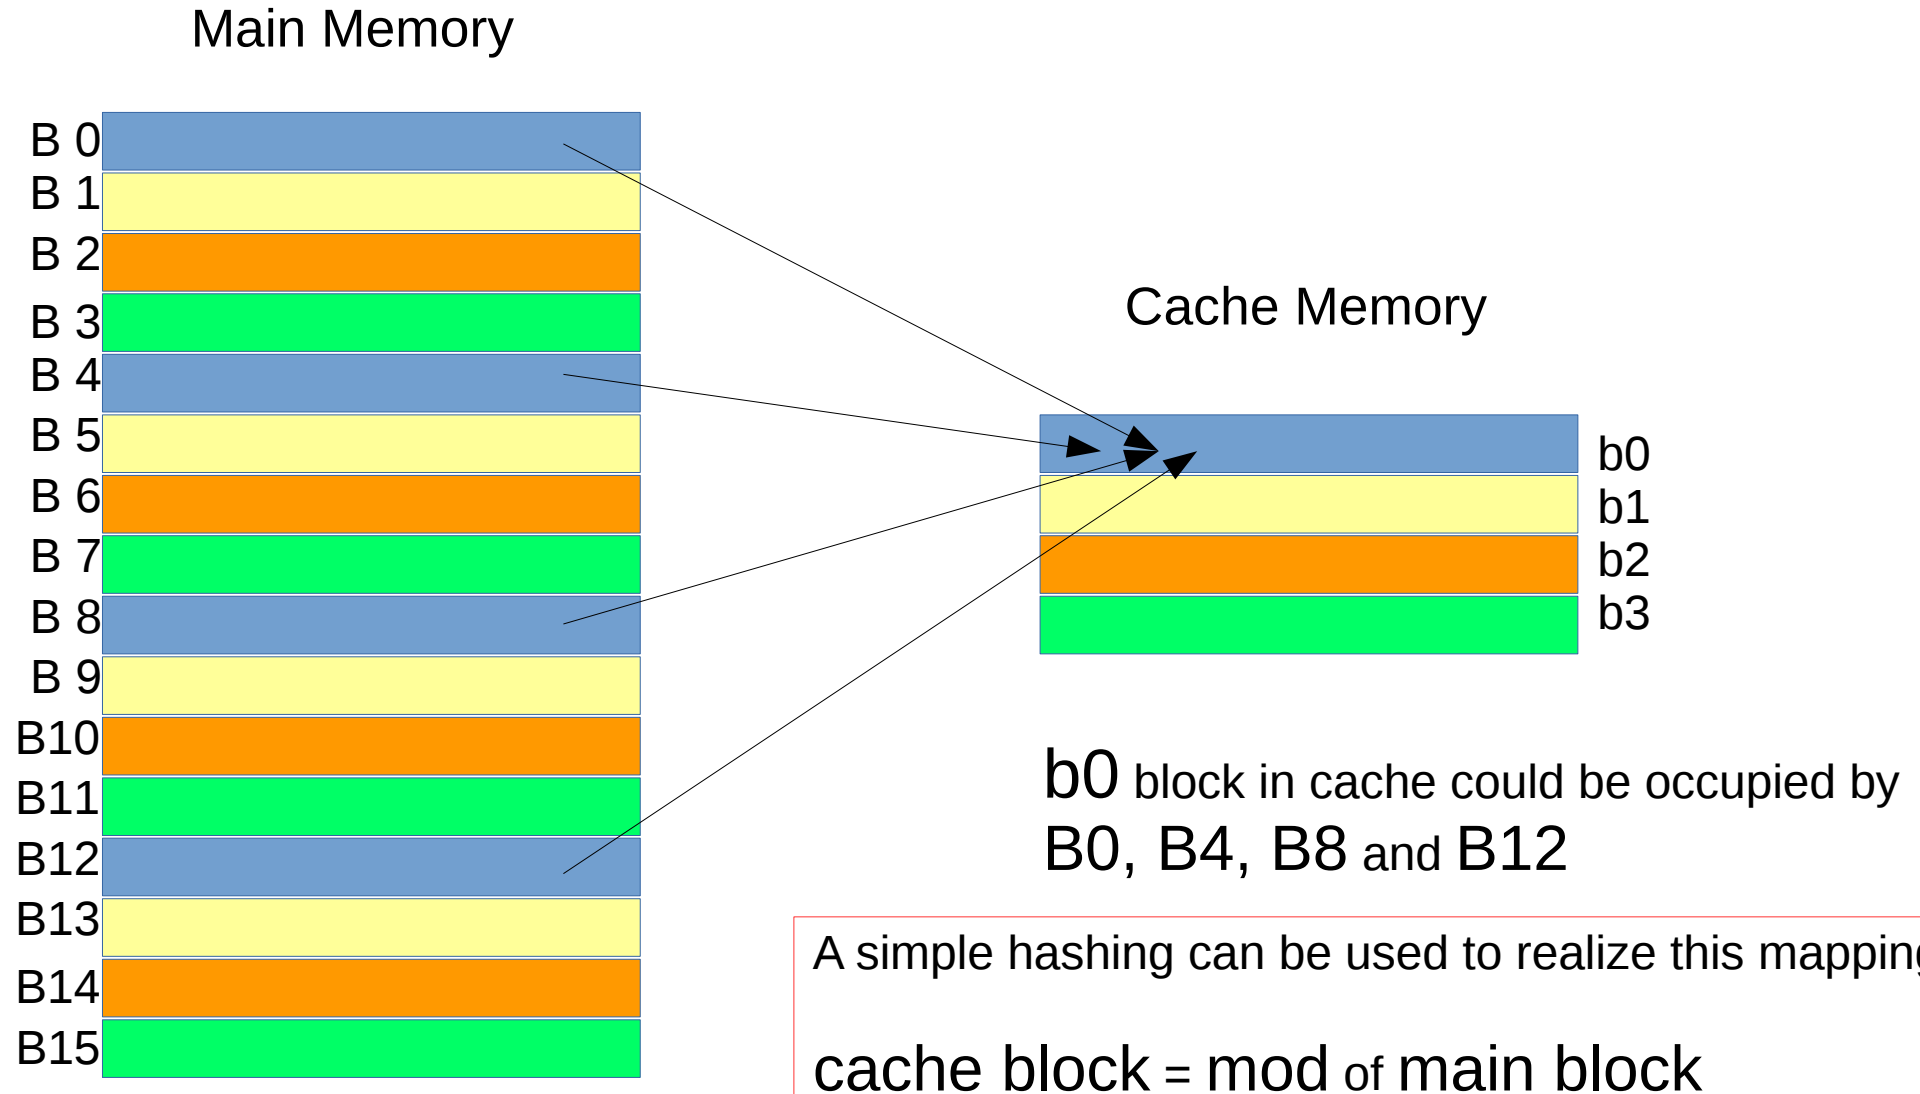 Main Memory
B 0
B 1
B 2
B 3
B 4
B 5
B 6
B 7
B 8
B 9
B10
B11
B12
B13
B14
B15
Cache Memory
b0
b1
b2
b3
b0 block in cache could be occupied by
B0, B4, B8 and B12
A simple hashing can be used to realize this mapping
cache block = mod of main block